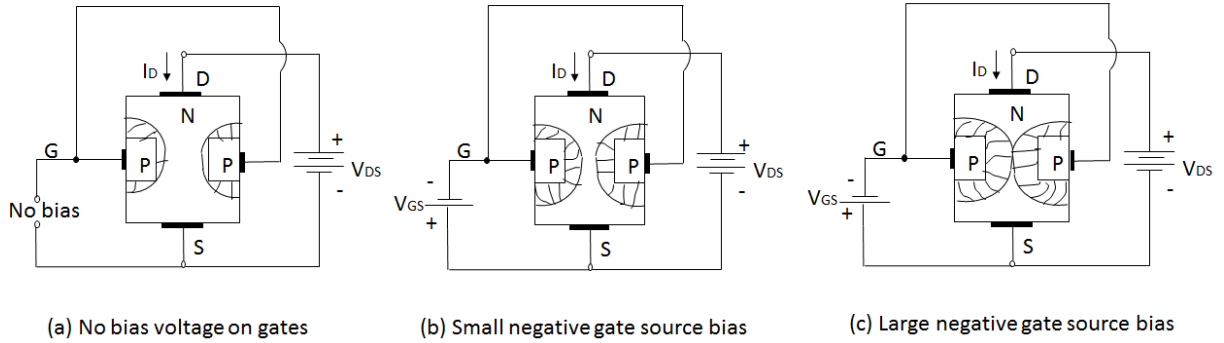 ID
D
N
G
P
P
+
VDS
-
No bias
S
(a) No bias voltage on gates
ID
D
N
G
P
P
-
VGS
+
+
VDS
-
S
(b) Small negative gate source bias
ID
D
N
G
P
P
-
VGS
+
+
VDS
-
S
(c) Large negative gate source bias